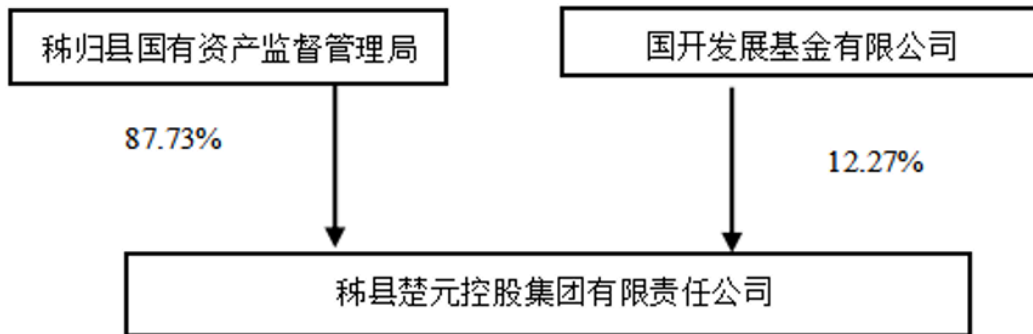 秭归县国有资产监督管理局
国开发展基金有限公司
87.73%
12.27%
秭县楚元控股集团有限责任公司